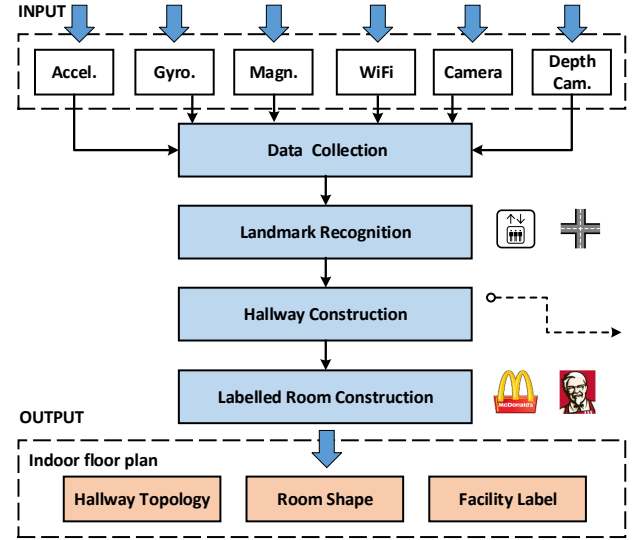 INPUT
Accel.
Gyro.
Magn.
WiFi
Camera
Depth
Cam.
Data Collection
Landmark Recognition
Hallway Construction
Labelled Room Construction
McDonald's
OUTPUT
Indoor floor plan
Hallway Topology
Room Shape
Facility Label